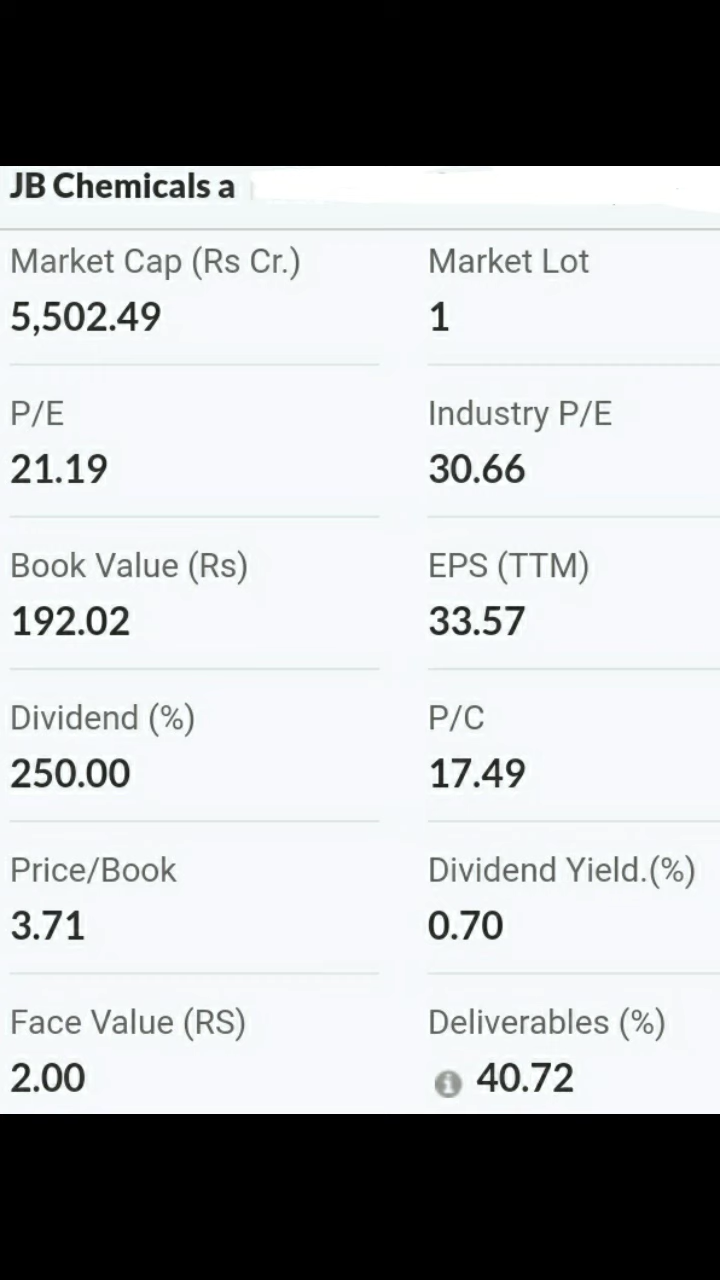 JB Chemicals a
Market Cap (Rs Cr.) Market Lot
5,502.49 1
P/E Industry P/E
21.19 30.66
Book Value (Rs) EPS (TTM)
192.02 33.57
Dividend (%) P/C
250.00 17.49
Price/Book Dividend Yield.(%)
3.71 0.70
Face Value (RS) Deliverables (%)
2.00 40.72